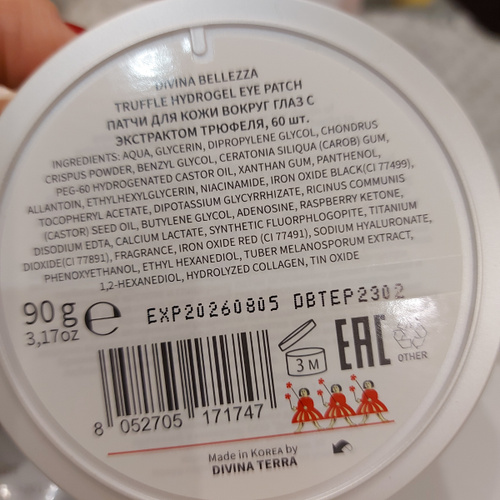 DIVINA BELLEZZA
TRUFFLE HYDROGEL EYE PATCH
ПАТЧИ ДЛЯ КОЖИ ВОКРУГ ГЛАЗ С
ЭКСТРАКТОМ ТРЮФЕЛЯ, 60 шт.
INGREDIENTS: AQUA, GLYCERIN, DIPROPYLENE GLYCOL, CHONDRUS
CRISPUS POWDER, BENZYL GLYCOL, CERATONIA SILIQUA (CAROB) GUM,
PEG-60 HYDROGENATED CASTOR OIL, XANTHAN GUM, PANTHENOL,
ALLANTOIN, ETHYLHEXYLGLYCERIN, NIACINAMIDE, IRON OXIDE BLACK(CI 77499),
TOCOPHERYL ACETATE, DIPOTASSIUM GLYCYRRHIZATE, RICINUS COMMUNIS
(CASTOR) SEED OIL, BUTYLENE GLYCOL, ADENOSINE, RASPBERRY KETONE,
DISODIUM EDTA, CALCIUM LACTATE, SYNTHETIC FLUORPHLOGOPITE, TITANIUM
DIOXIDE(CI 77891), FRAGRANCE, IRON OXIDE RED (CI 77491), SODIUM HYALURONATE,
PHENOXYETHANOL, ETHYL HEXANEDIOL, TUBER MELANOSPORUM EXTRACT,
1,2-HEXANEDIOL, HYDROLYZED COLLAGEN, TIN OXIDE
90 g ℮
3,17oz
EXP20260805 DBTEP2302
3 M
EAC
OTHER
8 052705 171747
Made in KOREA by
DIVINA TERRA